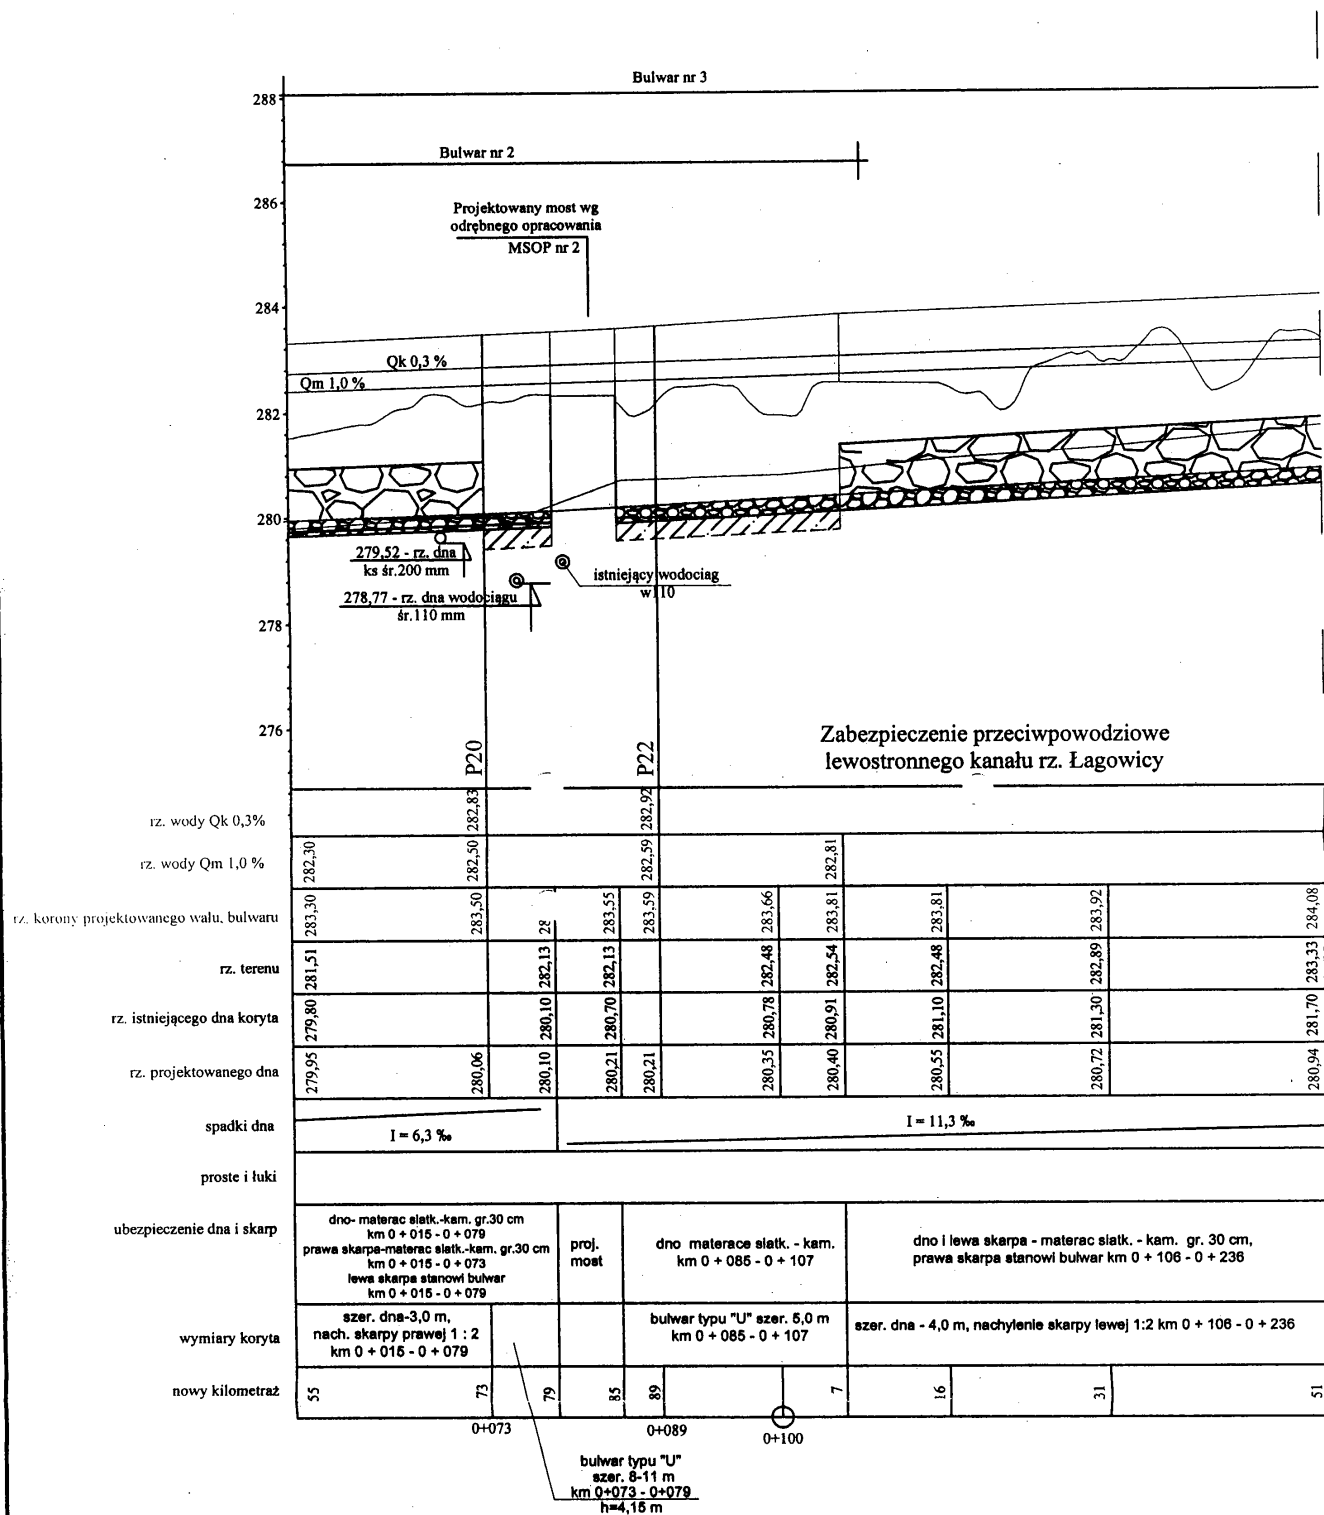 Bulwar nr 3
288
Bulwar nr 2
286
Projektowany most wg
odrębnego opracowania
MSOP nr 2
284
Qk 0,3 %
Qm 1,0 %
282
280
279,52 - rz. dna
ks śr.200 mm
278,77 - rz. dna wodociągu
śr.110 mm
istniejący wodociąg
w110
278
276
P20
P22
Zabezpieczenie przeciwpowodziowe
lewostronnego kanału rz. Łagowicy
rz. wody Qk 0,3%
282,83
282,92
rz. wody Qm 1,0 %
282,30
282,50
282,59
282,81
rz. korony projektowanego wału, bulwaru
283,30
283,50
28
283,55
283,59
283,66
283,81
283,81
283,92
284,08
rz. terenu
281,51
282,13
282,13
282,48
282,54
282,48
282,89
283,33
rz. istniejącego dna koryta
279,80
280,10
280,70
280,78
280,91
281,10
281,30
281,70
rz. projektowanego dna
279,95
280,06
280,10
280,21
280,21
280,35
280,40
280,55
280,72
280,94
spadki dna
I = 6,3 ‰
I = 11,3 ‰
proste i łuki
ubezpieczenie dna i skarp
dno- materac siatk.-kam. gr.30 cm
km 0 + 015 - 0 + 079
prawa skarpa-materac siatk.-kam. gr.30 cm
km 0 + 015 - 0 + 073
lewa skarpa stanowi bulwar
km 0 + 015 - 0 + 079
proj.
most
dno materace siatk. - kam.
km 0 + 085 - 0 + 107
dno i lewa skarpa - materac siatk. - kam. gr. 30 cm,
prawa skarpa stanowi bulwar km 0 + 106 - 0 + 236
wymiary koryta
szer. dna-3,0 m,
nach. skarpy prawej 1 : 2
km 0 + 015 - 0 + 079
bulwar typu "U" szer. 5,0 m
km 0 + 085 - 0 + 107
szer. dna - 4,0 m, nachylenie skarpy lewej 1:2 km 0 + 106 - 0 + 236
nowy kilometraż
55
73
79
85
89
7
16
31
51
0+073
0+089
0+100
bulwar typu "U"
szer. 8-11 m
km 0+073 - 0+079
h=4,15 m